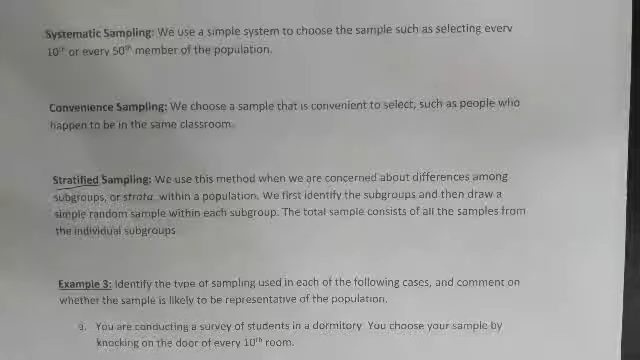 Systematic Sampling: We use a simple system to choose the sample such as selecting every
10th or every 50th member of the population.
Convenience Sampling: We choose a sample that is convenient to select, such as people who
happen to be in the same classroom.
Stratified Sampling: We use this method when we are concerned about differences among
subgroups, or strata, within a population. We first identify the subgroups and then draw a
simple random sample within each subgroup. The total sample consists of all the samples from
the individual subgroups
Example 3: Identify the type of sampling used in each of the following cases, and comment on
whether the sample is likely to be representative of the population.
a. You are conducting a survey of students in a dormitory You choose your sample by
knocking on the door of every 10th room.